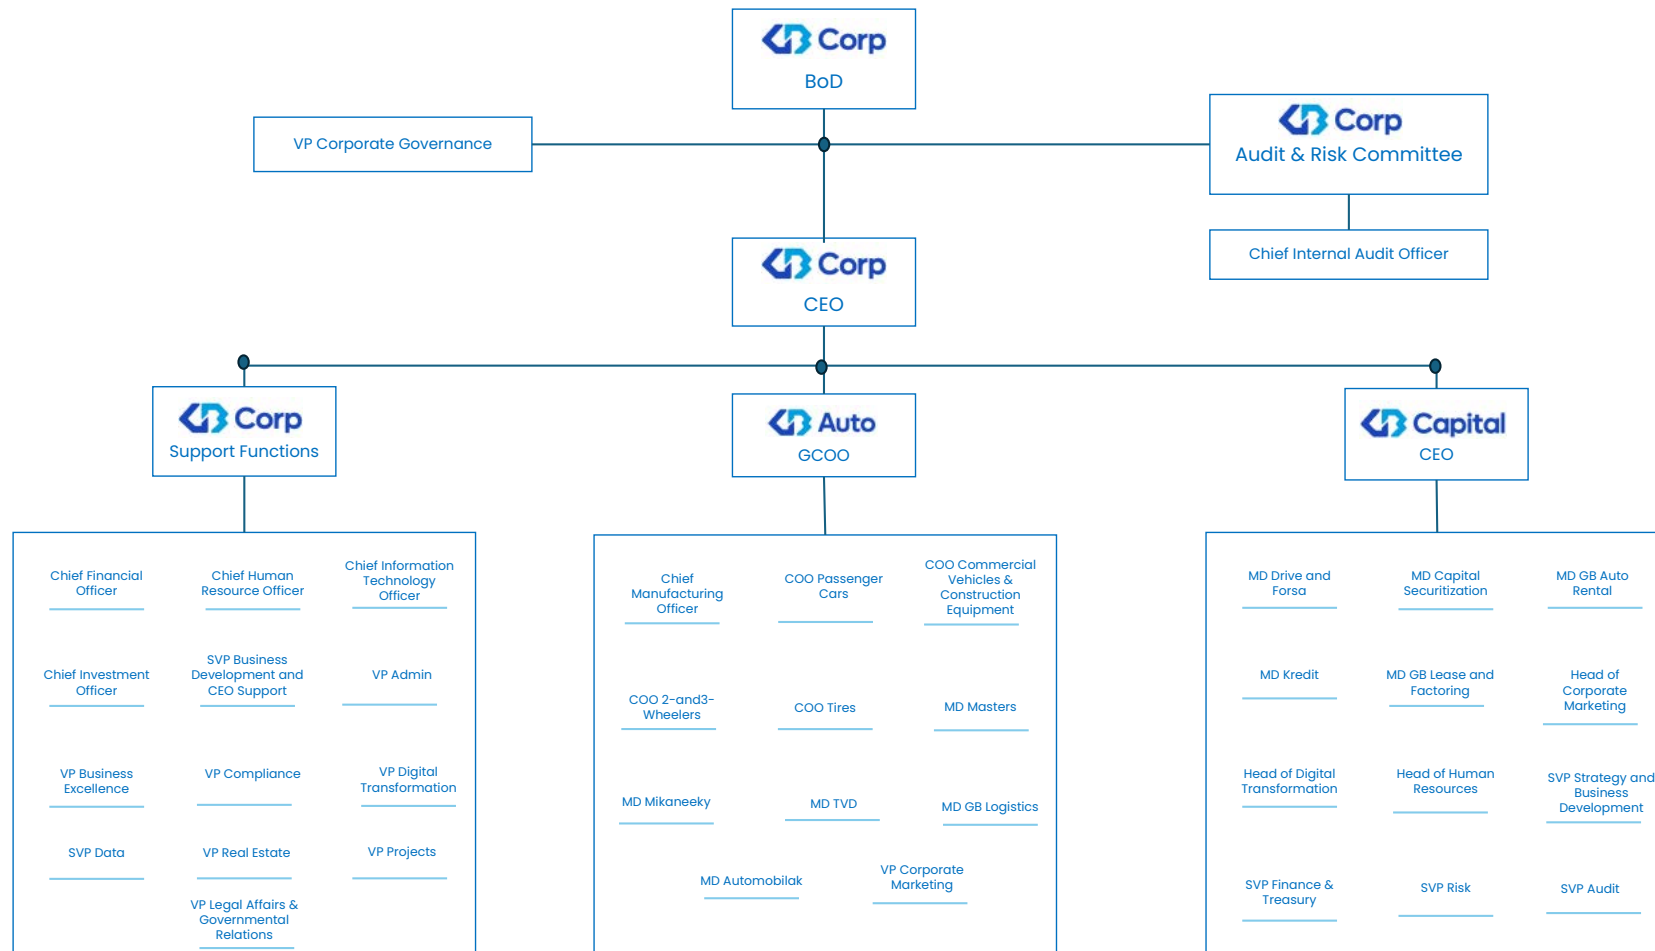 GB Corp
BoD
VP Corporate Governance
GB Corp
Audit & Risk Committee
Chief Internal Audit Officer
GB Corp
CEO
GB Corp
Support Functions
GB Auto
GCOO
GB Capital
CEO
Chief Financial
Officer
Chief Human
Resource Officer
Chief Information
Technology
Officer
Chief Investment
Officer
SVP Business
Development and
CEO Support
VP Admin
VP Business
Excellence
VP Compliance
VP Digital
Transformation
SVP Data
VP Real Estate
VP Projects
VP Legal Affairs &
Governmental
Relations
Chief
Manufacturing
Officer
COO Passenger
Cars
COO Commercial
Vehicles &
Construction
Equipment
COO 2-and3-
Wheelers
COO Tires
MD Masters
MD Mikaneeky
MD TVD
MD GB Logistics
MD Automobilak
VP Corporate
Marketing
MD Drive and
Forsa
MD Capital
Securitization
MD GB Auto
Rental
MD Kredit
MD GB Lease and
Factoring
Head of
Corporate
Marketing
Head of Digital
Transformation
Head of Human
Resources
SVP Strategy and
Business
Development
SVP Finance &
Treasury
SVP Risk
SVP Audit